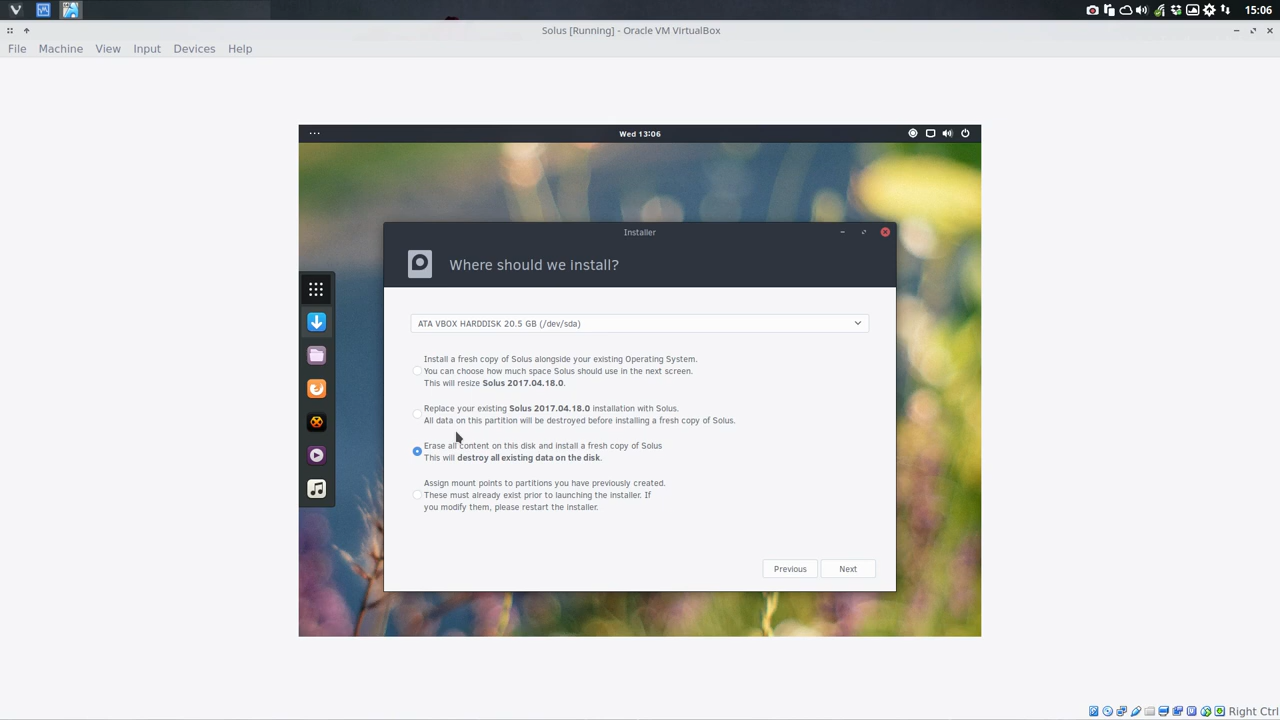 15:06
Solus [Running] - Oracle VM VirtualBox
File Machine View Input Devices Help
Wed 13:06
Installer
Where should we install?
ATA VBOX HARDDISK 20.5 GB (/dev/sda)
Install a fresh copy of Solus alongside your existing Operating System.
You can choose how much space Solus should use in the next screen.
This will resize Solus 2017.04.18.0.
Replace your existing Solus 2017.04.18.0 installation with Solus.
All data on this partition will be destroyed before installing a fresh copy of Solus.
Erase all content on this disk and install a fresh copy of Solus
This will destroy all existing data on the disk.
Assign mount points to partitions you have previously created.
These must already exist prior to launching the installer. If
you modify them, please restart the installer.
Previous Next
Right Ctrl